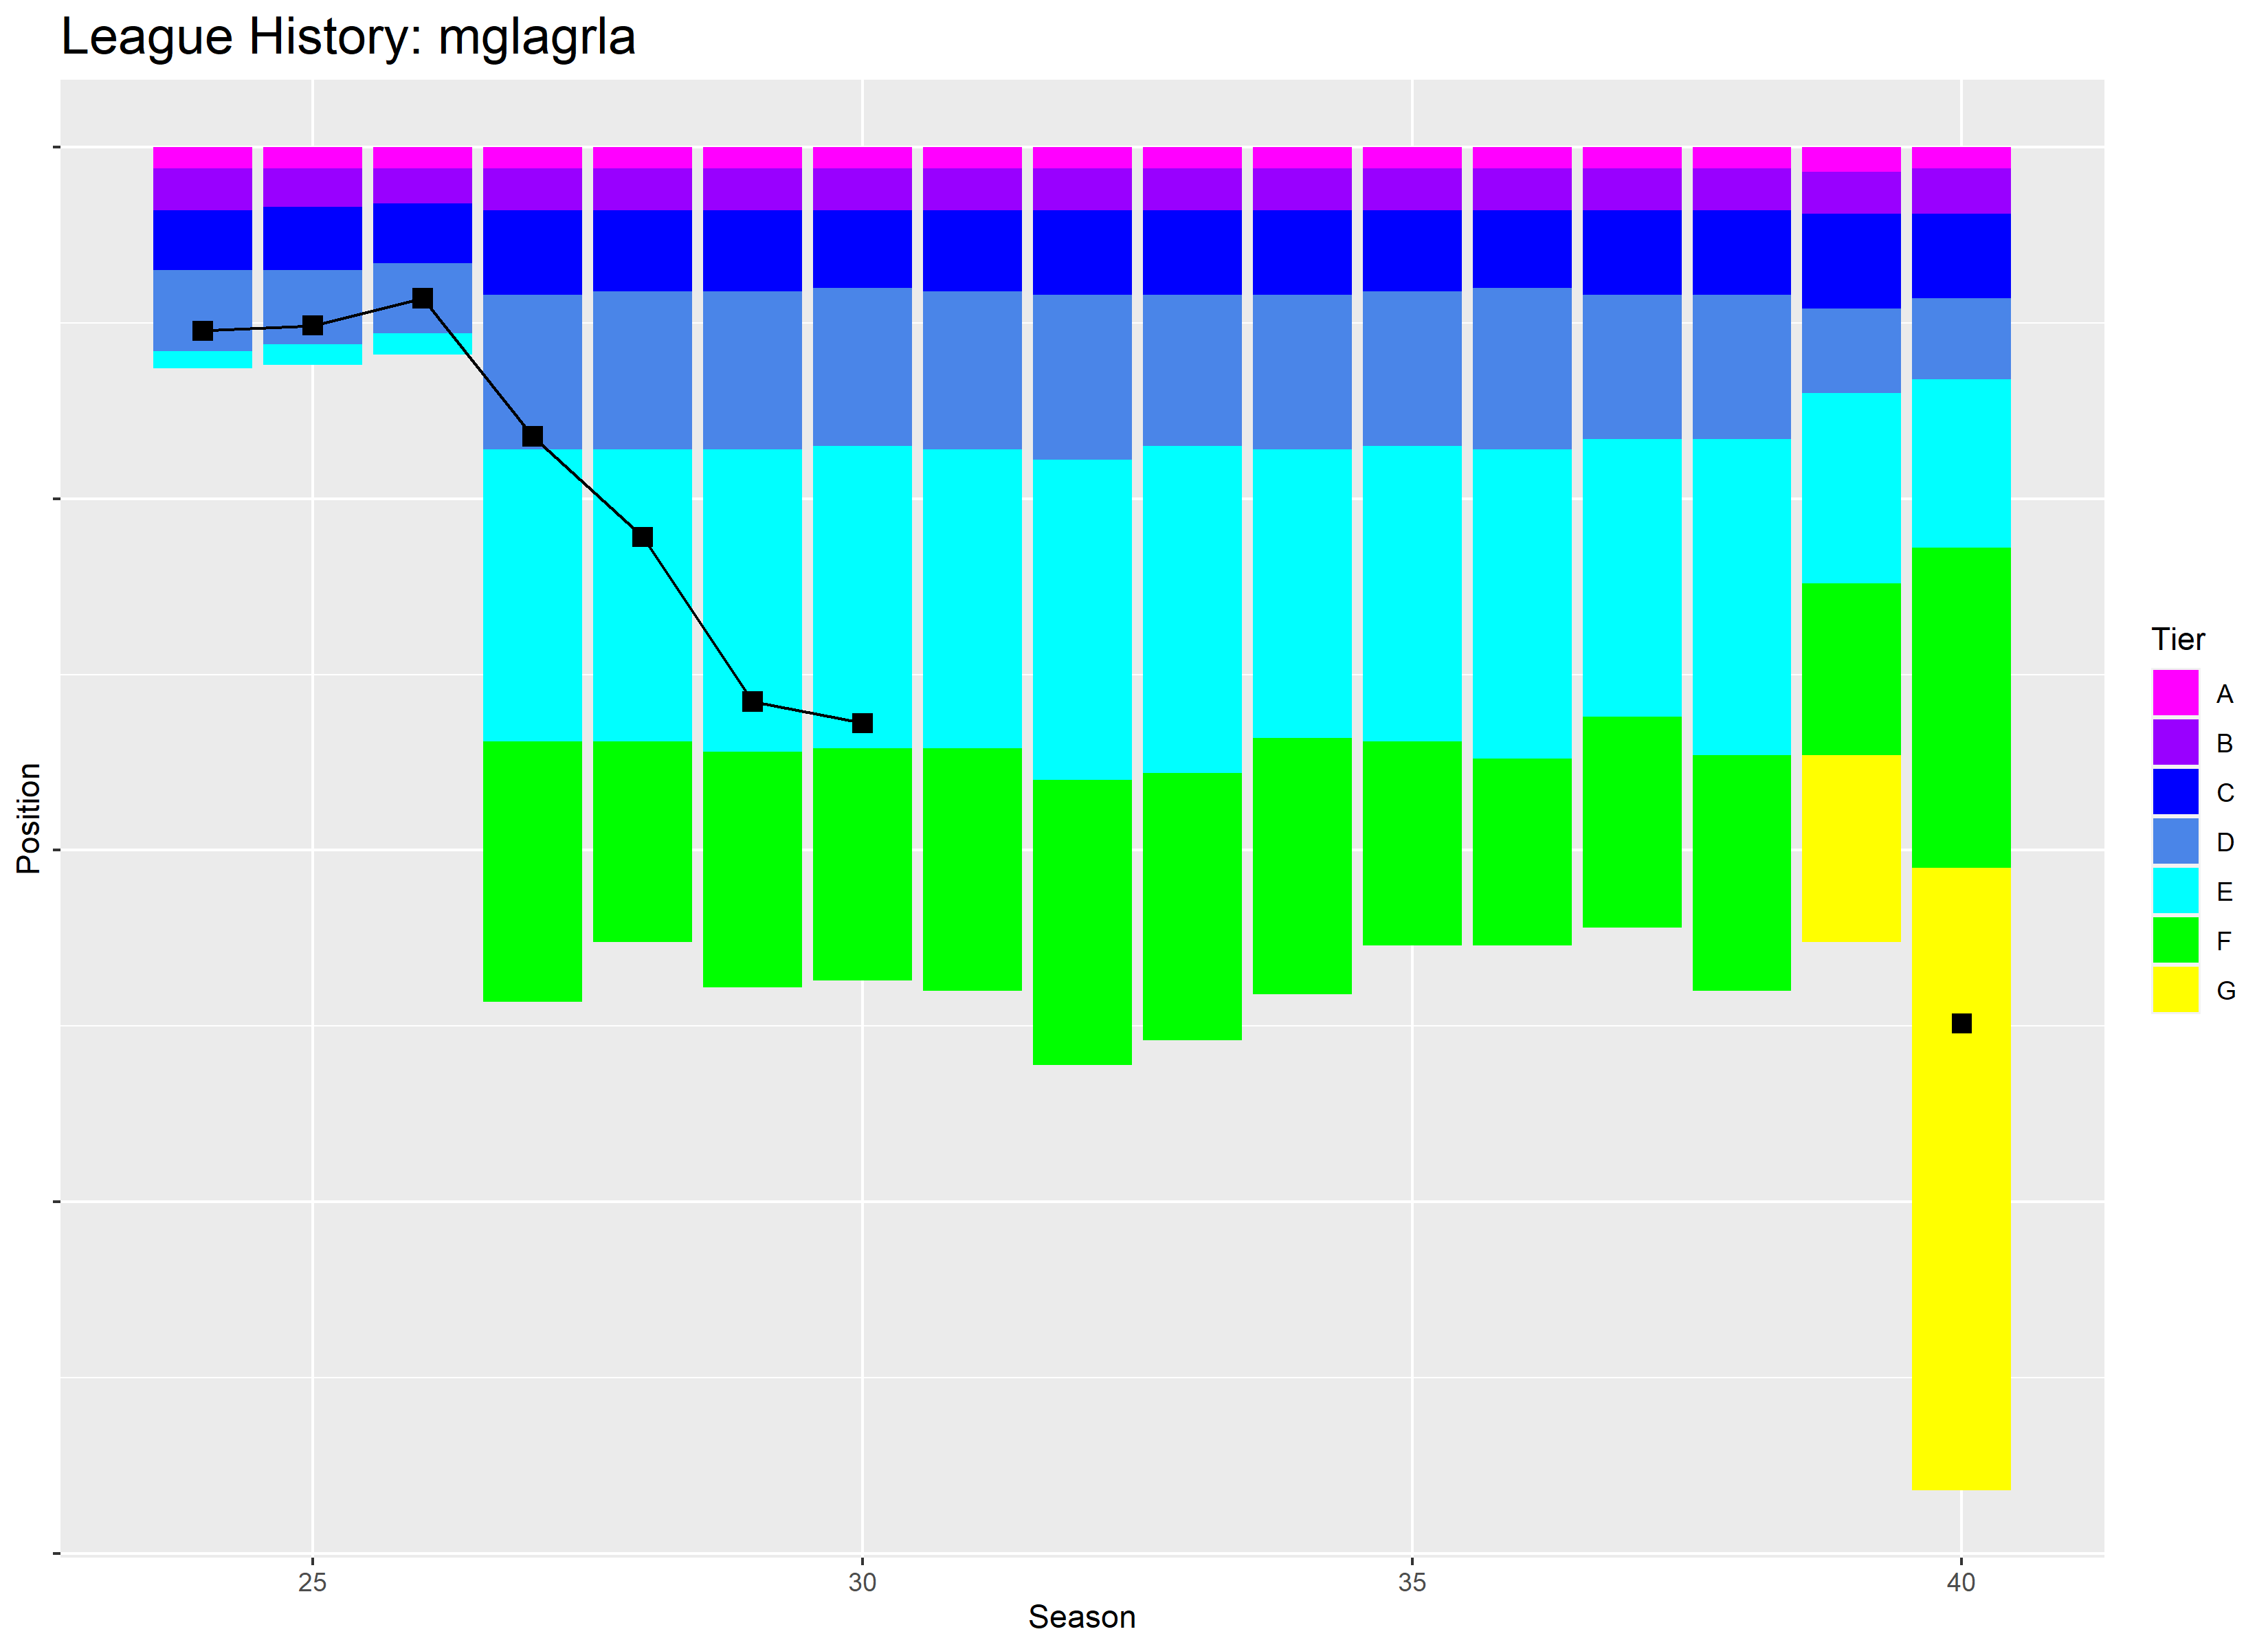 League History: mglagrla
Position
25
30
35
40
Season
Tier
A
B
C
D
E
F
G